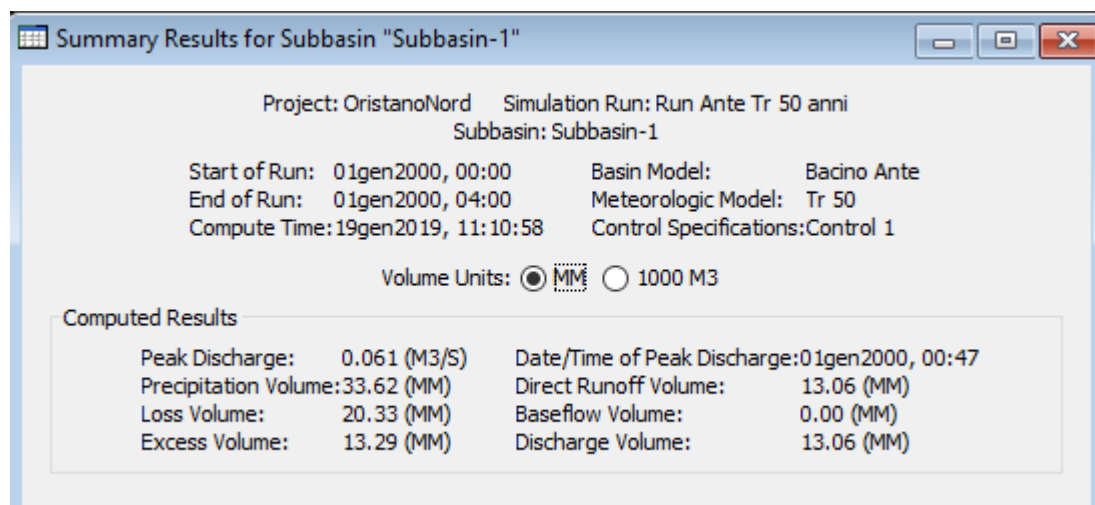 Summary Results for Subbasin "Subbasin-1"
Project: OristanoNord Simulation Run: Run Ante Tr 50 anni
Subbasin: Subbasin-1
Start of Run: 01gen2000, 00:00 Basin Model: Bacino Ante
End of Run: 01gen2000, 04:00 Meteorologic Model: Tr 50
Compute Time:19gen2019, 11:10:58 Control Specifications:Control 1
Volume Units: MM 1000 M3
Computed Results
Peak Discharge: 0.061 (M3/S) Date/Time of Peak Discharge:01gen2000, 00:47
Precipitation Volume:33.62 (MM) Direct Runoff Volume: 13.06 (MM)
Loss Volume: 20.33 (MM) Baseflow Volume: 0.00 (MM)
Excess Volume: 13.29 (MM) Discharge Volume: 13.06 (MM)